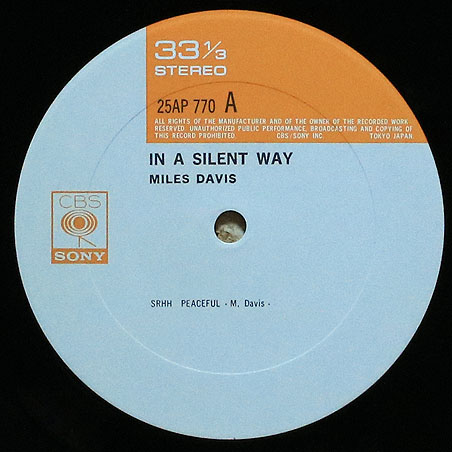 33 1/3
STEREO
25AP 770 A
ALL RIGHTS OF THE MANUFACTURER AND OF THE OWNER OF THE RECORDED WORK
RESERVED. UNAUTHORIZED PUBLIC PERFORMANCE, BROADCASTING AND COPYING OF
THIS RECORD PROHIBITED. CBS/SONY INC. TOKYO JAPAN.
IN A SILENT WAY
MILES DAVIS
CBS
SONY
SRHH PEACEFUL - M. Davis -